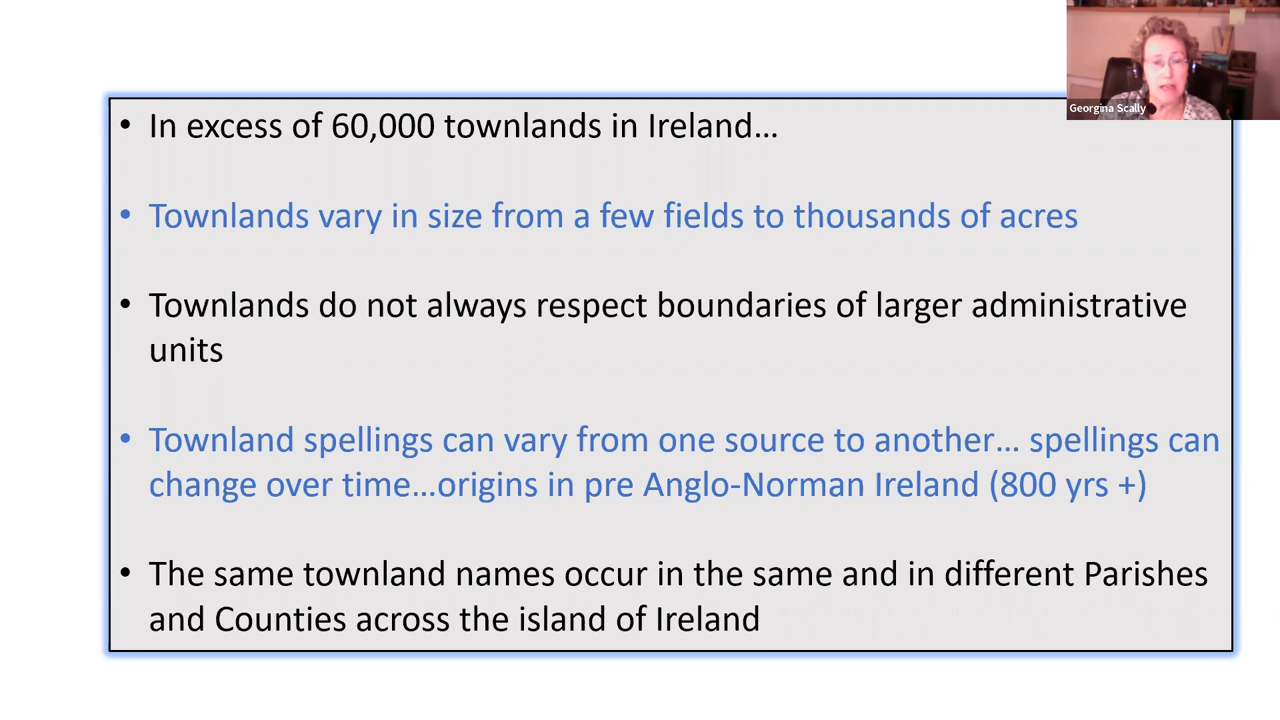 Georgina Scally
• In excess of 60,000 townlands in Ireland…
• Townlands vary in size from a few fields to thousands of acres
• Townlands do not always respect boundaries of larger administrative
units
• Townland spellings can vary from one source to another… spellings can
change over time…origins in pre Anglo-Norman Ireland (800 yrs +)
• The same townland names occur in the same and in different Parishes
and Counties across the island of Ireland